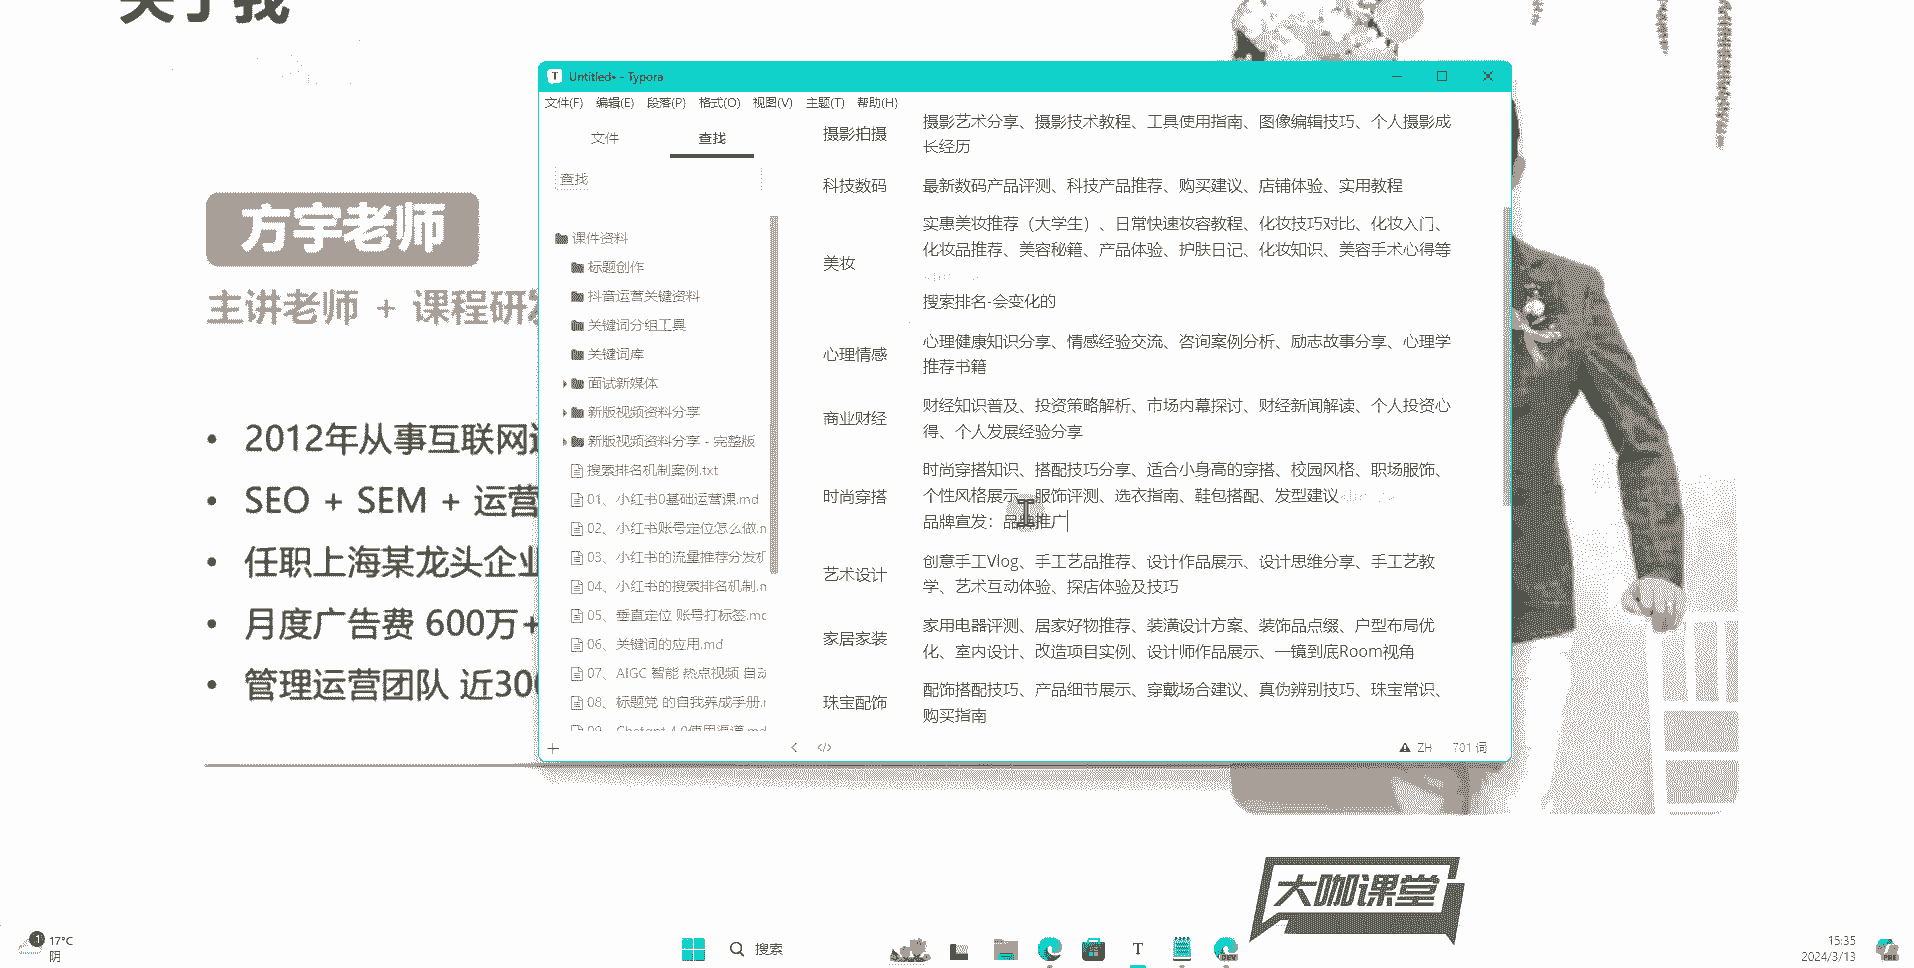 关于我
方宇老师
主讲老师 + 课程研发
2012年从事互联网
SEO + SEM + 运营
任职上海某龙头企业
月度广告费 600万+
管理运营团队 近300
Untitled• - Typora
文件(F) 编辑(E) 段落(P) 格式(O) 视图(V) 主题(T) 帮助(H)
文件 查找
查找
课件资料
标题创作
抖音运营关键资料
关键词分组工具
关键词库
面试新媒体
新版视频资料分享
新版视频资料分享 - 完整版
搜索排名机制案例.txt
01、小红书0基础运营课.md
02、小红书账号定位怎么做.n
03、小红书的流量推荐分发机
04、小红书的搜索排名机制.n
05、垂直定位 账号打标签.mc
06、关键词的应用.md
07、AIGC 智能 热点视频 自动
08、标题党 的自我养成手册.r
09、Chatgpt 4.0使用渠道.md
摄影拍摄
摄影艺术分享、摄影技术教程、工具使用指南、图像编辑技巧、个人摄影成
长经历
科技数码
最新数码产品评测、科技产品推荐、购买建议、店铺体验、实用教程
美妆
实惠美妆推荐（大学生）、日常快速妆容教程、化妆技巧对比、化妆入门、
化妆品推荐、美容秘籍、产品体验、护肤日记、化妆知识、美容手术心得等
搜索排名-会变化的
心理情感
心理健康知识分享、情感经验交流、咨询案例分析、励志故事分享、心理学
推荐书籍
商业财经
财经知识普及、投资策略解析、市场内幕探讨、财经新闻解读、个人投资心
得、个人发展经验分享
时尚穿搭
时尚穿搭知识、搭配技巧分享、适合小身高的穿搭、校园风格、职场服饰、
个性风格展示、服饰评测、选衣指南、鞋包搭配、发型建议
品牌宣发：品牌推广
艺术设计
创意手工Vlog、手工艺品推荐、设计作品展示、设计思维分享、手工艺教
学、艺术互动体验、探店体验及技巧
家居家装
家用电器评测、居家好物推荐、装潢设计方案、装饰品点缀、户型布局优
化、室内设计、改造项目实例、设计师作品展示、一镜到底Room视角
珠宝配饰
配饰搭配技巧、产品细节展示、穿戴场合建议、真伪辨别技巧、珠宝常识、
购买指南
ZH 701 词
大咖课堂
1 17°C
阴
搜索
DEV
15:35
2024/3/13
PRE